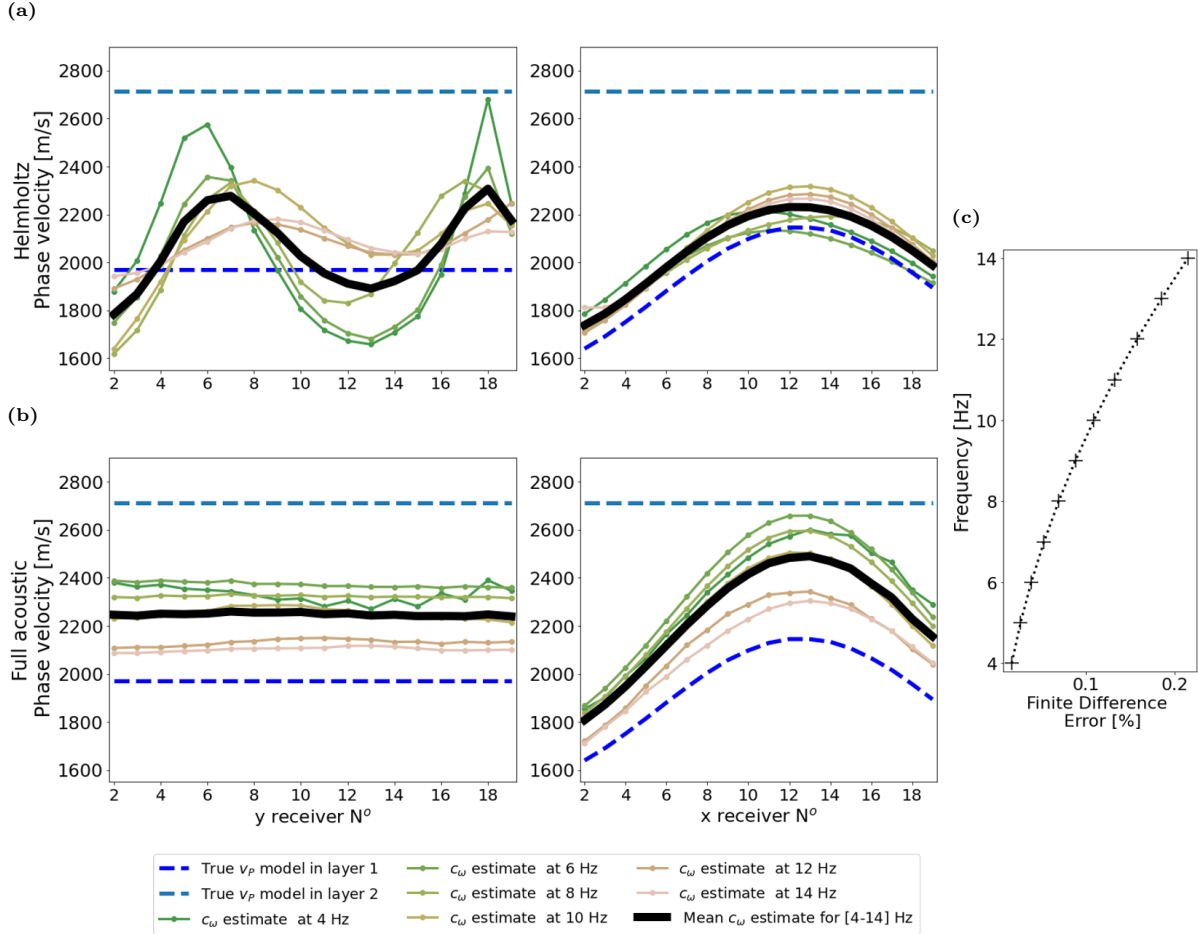 (a)
2800
2600
2400
2200
2000
1800
1600
Helmholtz
Phase velocity [m/s]
2 4 6 8 10 12 14 16 18
2800
2600
2400
2200
2000
1800
1600
2 4 6 8 10 12 14 16 18
(b)
2800
2600
2400
2200
2000
1800
1600
Full acoustic
Phase velocity [m/s]
2 4 6 8 10 12 14 16 18
y receiver N^o
2800
2600
2400
2200
2000
1800
1600
2 4 6 8 10 12 14 16 18
x receiver N^o
(c)
14
12
10
8
6
4
Frequency [Hz]
0.1 0.2
Finite Difference
Error [%]
True v_P model in layer 1
True v_P model in layer 2
c_ω estimate at 4 Hz
c_ω estimate at 6 Hz
c_ω estimate at 8 Hz
c_ω estimate at 10 Hz
c_ω estimate at 12 Hz
c_ω estimate at 14 Hz
Mean c_ω estimate for [4-14] Hz